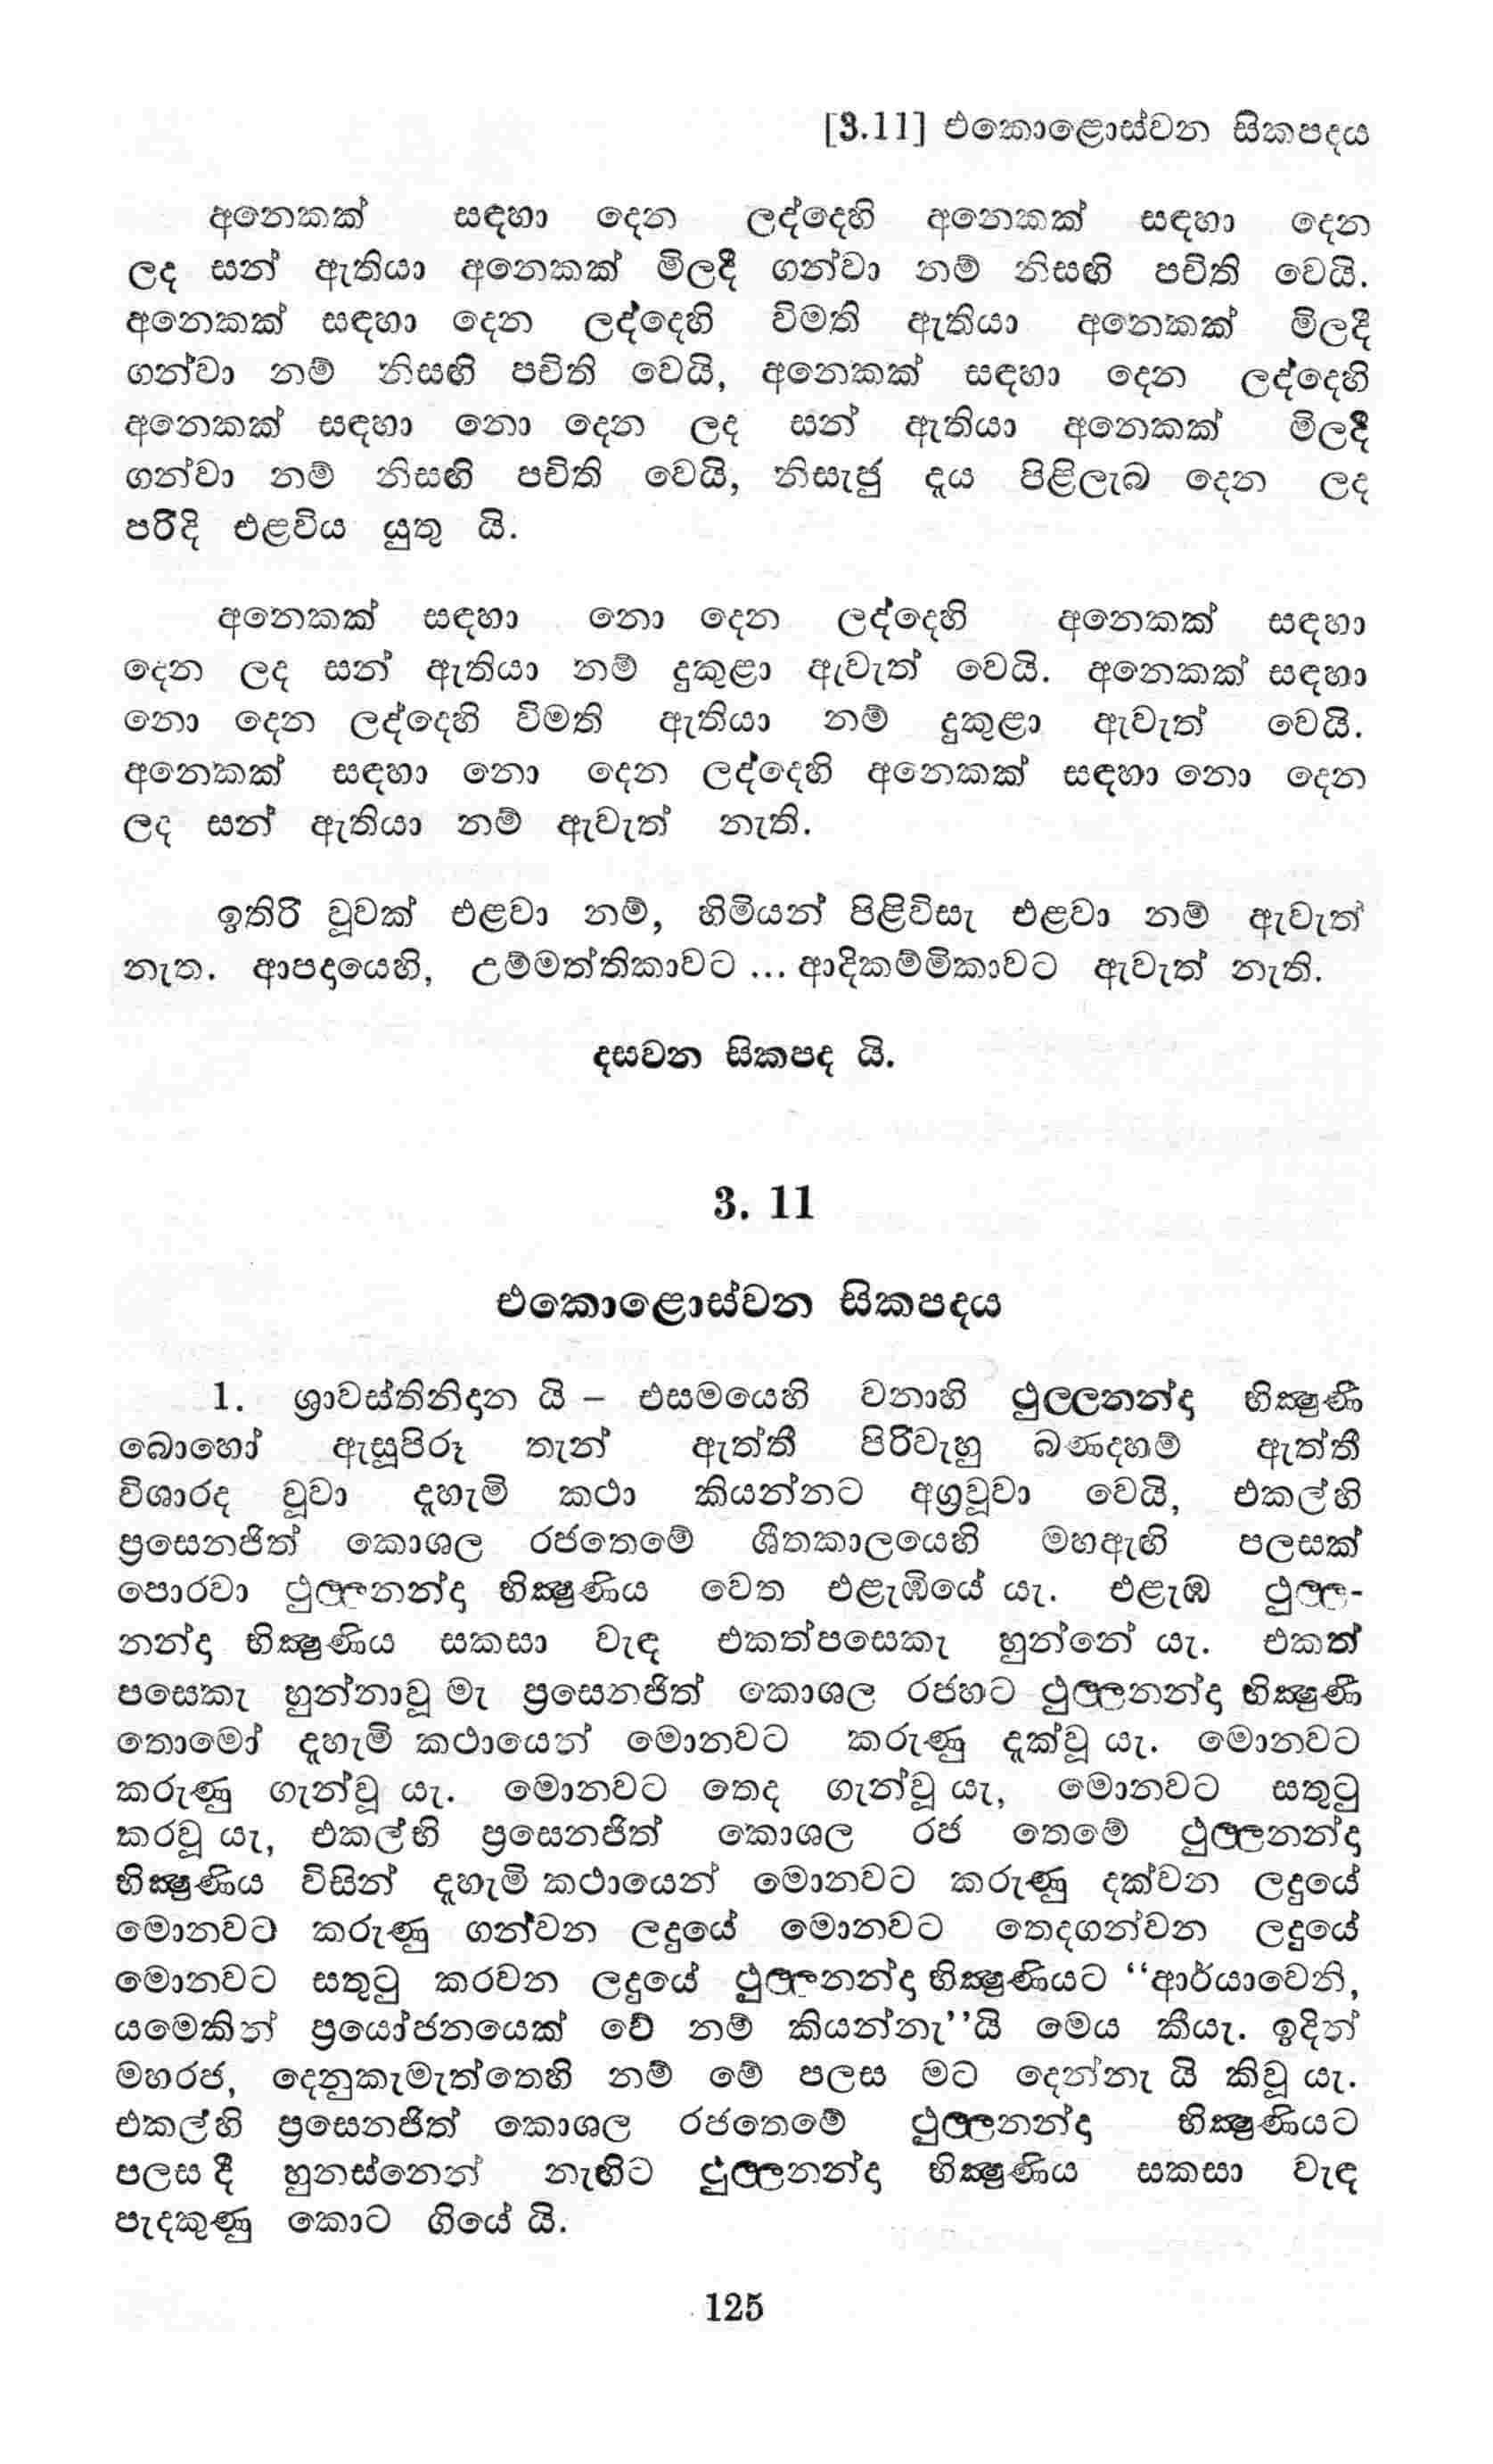 [3.11] එකොළොස්වන සිකපදය
අනෙකක් සඳහා දෙන ලද්දෙහි අනෙකක් සඳහා දෙන
ලද සන් ඇතියා අනෙකක් මිලදී ගන්වා නම් නිසඟි පචිති වෙයි.
අනෙකක් සඳහා දෙන ලද්දෙහි විමති ඇතියා අනෙකක් මිලදී
ගන්වා නම් නිසඟි පචිති වෙයි, අනෙකක් සඳහා දෙන ලද්දෙහි
අනෙකක් සඳහා නො දෙන ලද සන් ඇතියා අනෙකක් මිලදී
ගන්වා නම් නිසඟි පචිති වෙයි, නිසැජු දැය පිළිලැබ දෙන ලද
පරිදි එළවිය යුතු යි.
අනෙකක් සඳහා නො දෙන ලද්දෙහි අනෙකක් සඳහා
දෙන ලද සන් ඇතියා නම් දුකුළා ඇවැත් වෙයි. අනෙකක් සඳහා
නො දෙන ලද්දෙහි විමති ඇතියා නම් දුකුළා ඇවැත් වෙයි.
අනෙකක් සඳහා නො දෙන ලද්දෙහි අනෙකක් සඳහා නො දෙන
ලද සන් ඇතියා නම් ඇවැත් නැති.
ඉතිරි වූවක් එළවා නම්, හිමියන් පිළිවිසැ එළවා නම් ඇවැත්
නැත. ආපදායෙහි, උම්මත්තිකාවට ... ආදිකම්මිකාවට ඇවැත් නැති.
දසවන සිකපද යි.
3. 11
එකොළොස්වන සිකපදය
1. ශ්‍රාවස්තිනිදාන යි – එසමයෙහි වනාහි ථුල්ලනන්දා භික්‍ෂුණී
බොහෝ ඇසූපිරූ තැන් ඇත්තී පිරිවැහූ බණදහම් ඇත්තී
විශාරද වූවා දැහැමි කථා කියන්නට අග්‍රවූවා වෙයි, එකල්හි
ප්‍රසෙනජිත් කොශල රජතෙමේ ශීතකාලයෙහි මහඇඟි පලසක්
පොරවා ථුල්ලනන්දා භික්‍ෂුණිය වෙත එළැඹියේ යැ. එළැඹ ථුල්ල-
නන්දා භික්‍ෂුණිය සකසා වැඳ එකත්පසෙකැ හුන්නේ යැ. එකත්
පසෙකැ හුන්නාවූ මැ ප්‍රසෙනජිත් කොශල රජහට ථුල්ලනන්දා භික්‍ෂුණී
තොමෝ දැහැමි කථායෙන් මොනවට කරුණු දැක්වූ යැ. මොනවට
කරුණු ගැන්වූ යැ. මොනවට තෙද ගැන්වූ යැ, මොනවට සතුටු
කරවූ යැ, එකල්හි ප්‍රසෙනජිත් කොශල රජ තෙමේ ථුල්ලනන්දා
භික්‍ෂුණිය විසින් දැහැමි කථායෙන් මොනවට කරුණු දක්වන ලදුයේ
මොනවට කරුණු ගන්වන ලදුයේ මොනවට තෙදගන්වන ලදුයේ
මොනවට සතුටු කරවන ලදුයේ ථුල්ලනන්දා භික්‍ෂුණියට “ආර්යාවෙනි,
යමෙකින් ප්‍රයෝජනයෙක් වේ නම් කියන්නැ”යි මෙය කීයැ. ඉදින්
මහරජ, දෙනුකැමැත්තෙහි නම් මේ පලස මට දෙන්නැ යි කිවූ යැ.
එකල්හි ප්‍රසෙනජිත් කොශල රජතෙමේ ථුල්ලනන්දා භික්‍ෂුණියට
පලස දී හුනස්නෙන් නැඟිට ථුල්ලනන්දා භික්‍ෂුණිය සකසා වැඳ
පැදකුණු කොට ගියේ යි.
125